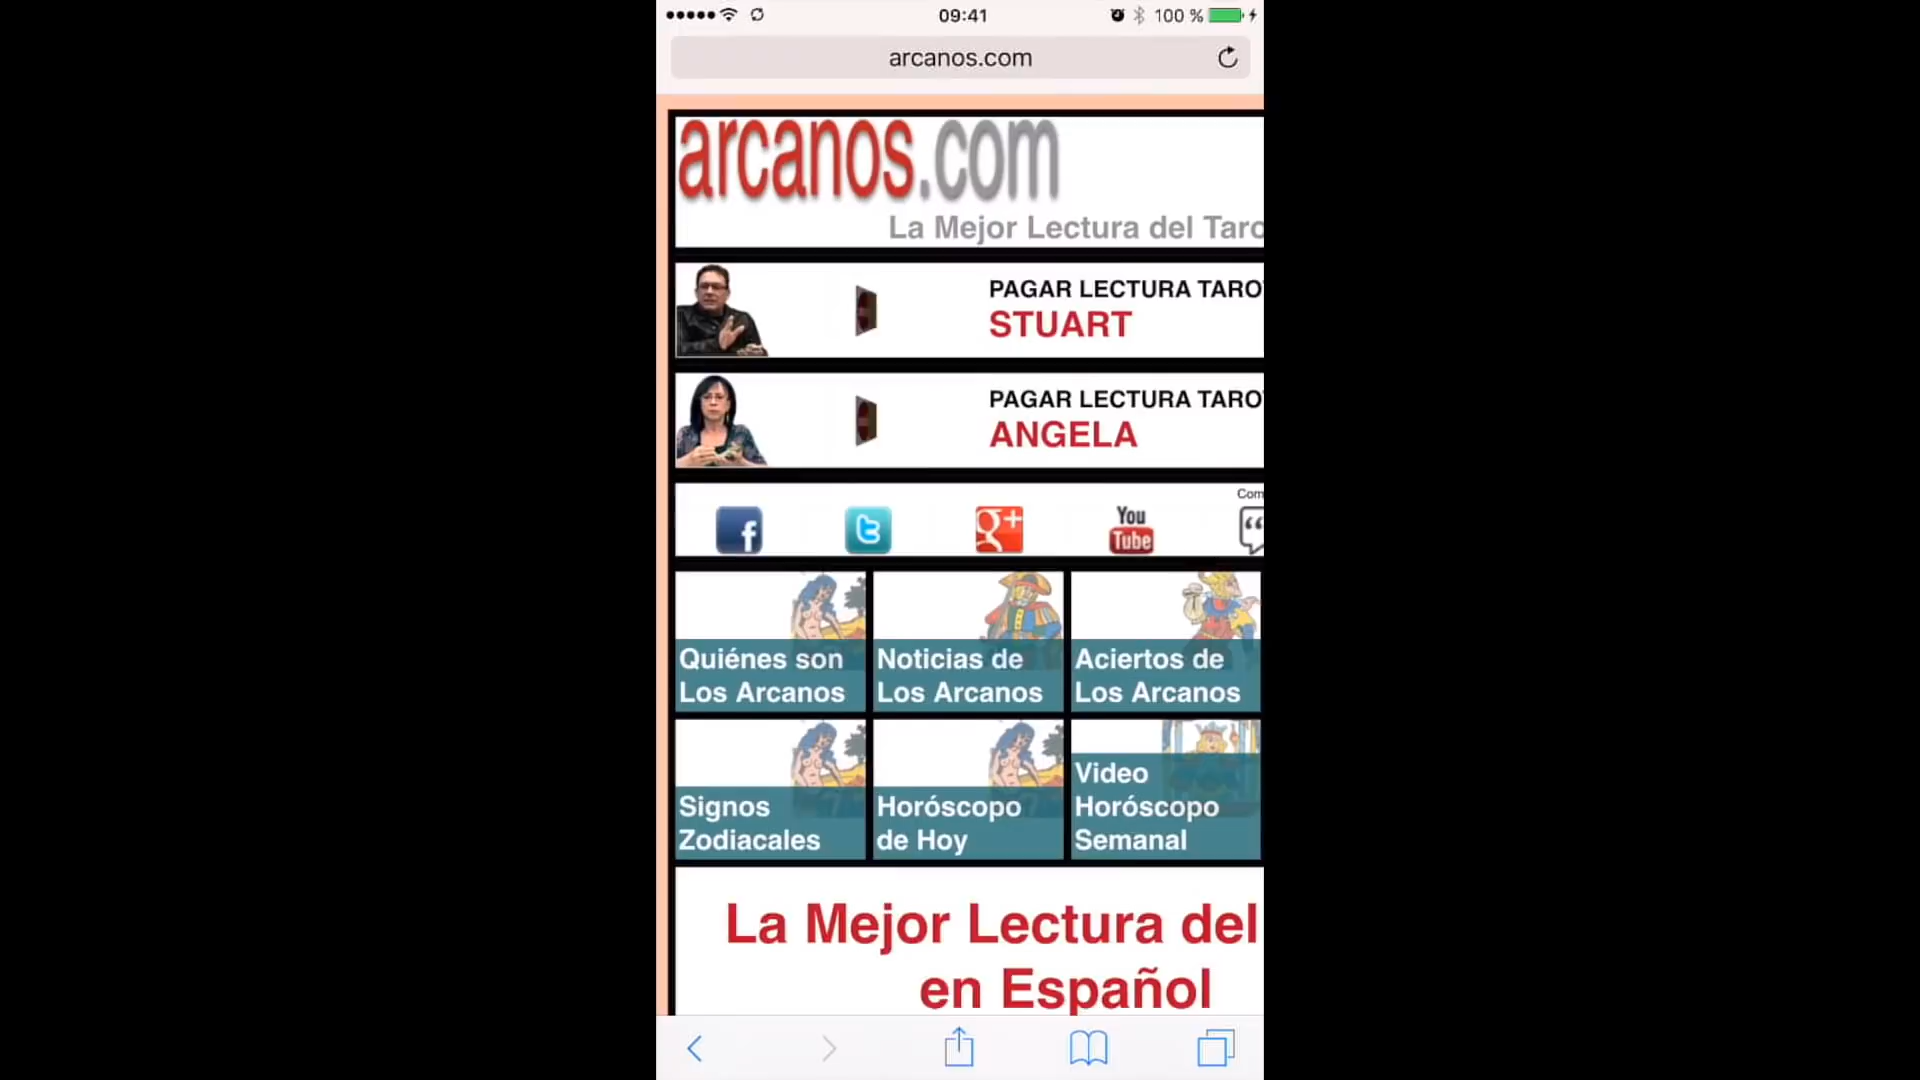 09:41
100 %
arcanos.com
arcanos.com
La Mejor Lectura del Taro
PAGAR LECTURA TARO
STUART
PAGAR LECTURA TARO
ANGELA
Com
f
t
g+
You
Tube
Quiénes son
Los Arcanos
Noticias de
Los Arcanos
Aciertos de
Los Arcanos
Signos
Zodiacales
Horóscopo
de Hoy
Video
Horóscopo
Semanal
La Mejor Lectura del
en Español